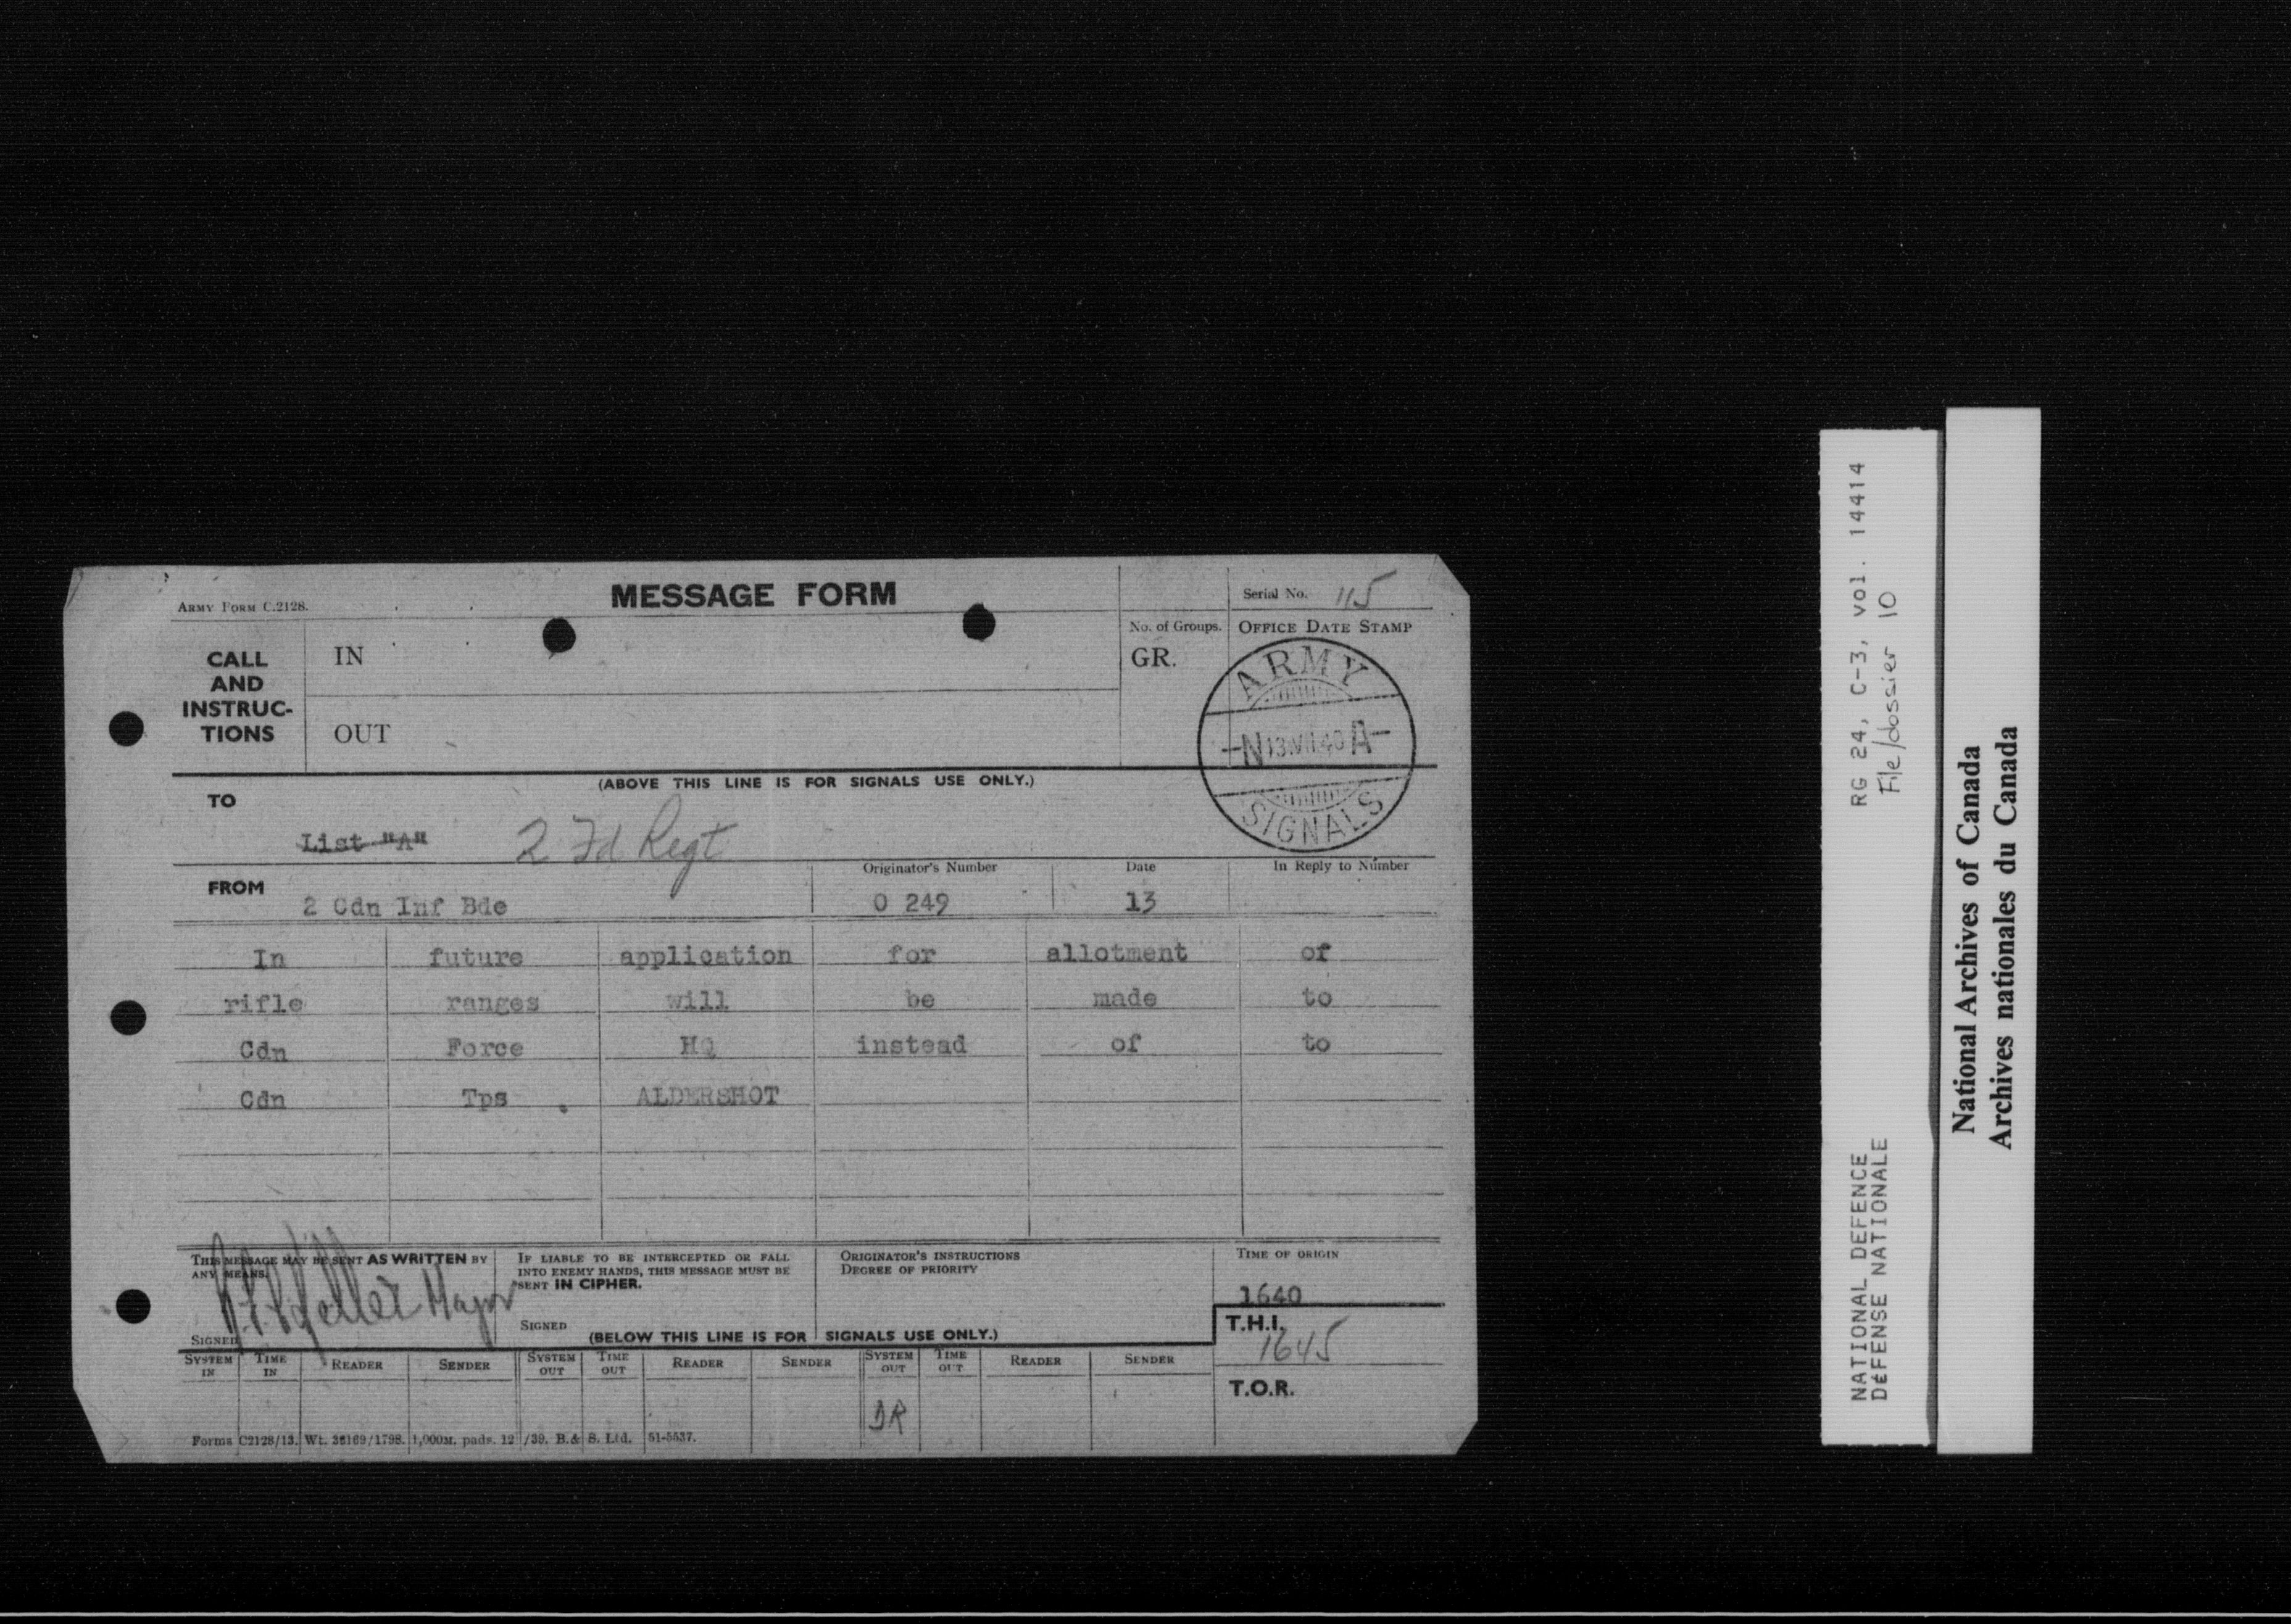 ARMY FORM C.2128.
MESSAGE FORM
Serial No. 115
CALL AND INSTRUC-TIONS
IN
OUT
No. of Groups.
GR.
OFFICE DATE STAMP
ARMY
N 13.VII.40 A
SIGNALS
(ABOVE THIS LINE IS FOR SIGNALS USE ONLY.)
TO
List "A" 2 Fd Regt
FROM 2 Cdn Inf Bde
Originator's Number O 249
Date 13
In Reply to Number
In future application for allotment of
rifle ranges will be made to
Cdn Force HQ instead of to
Cdn Tps . ALDERSHOT
THIS MESSAGE MAY BE SENT AS WRITTEN BY
ANY MEANS.
SIGNED Keller Major
IF LIABLE TO BE INTERCEPTED OR FALL
INTO ENEMY HANDS, THIS MESSAGE MUST BE
SENT IN CIPHER.
SIGNED
ORIGINATOR'S INSTRUCTIONS
DEGREE OF PRIORITY
TIME OF ORIGIN
1640
(BELOW THIS LINE IS FOR SIGNALS USE ONLY.)
T.H.I.
1645
T.O.R.
SYSTEM IN TIME IN READER SENDER SYSTEM OUT TIME OUT READER SENDER SYSTEM OUT TIME OUT READER SENDER
DR
Forms C2128/13. Wt. 36169/1798. 1,000M. pads. 12/39. B.& S. Ltd. 51-5537.
NATIONAL DEFENCE RG 24, C-3, vol. 14414
DÉFENSE NATIONALE File/dossier 10
National Archives of Canada
Archives nationales du Canada